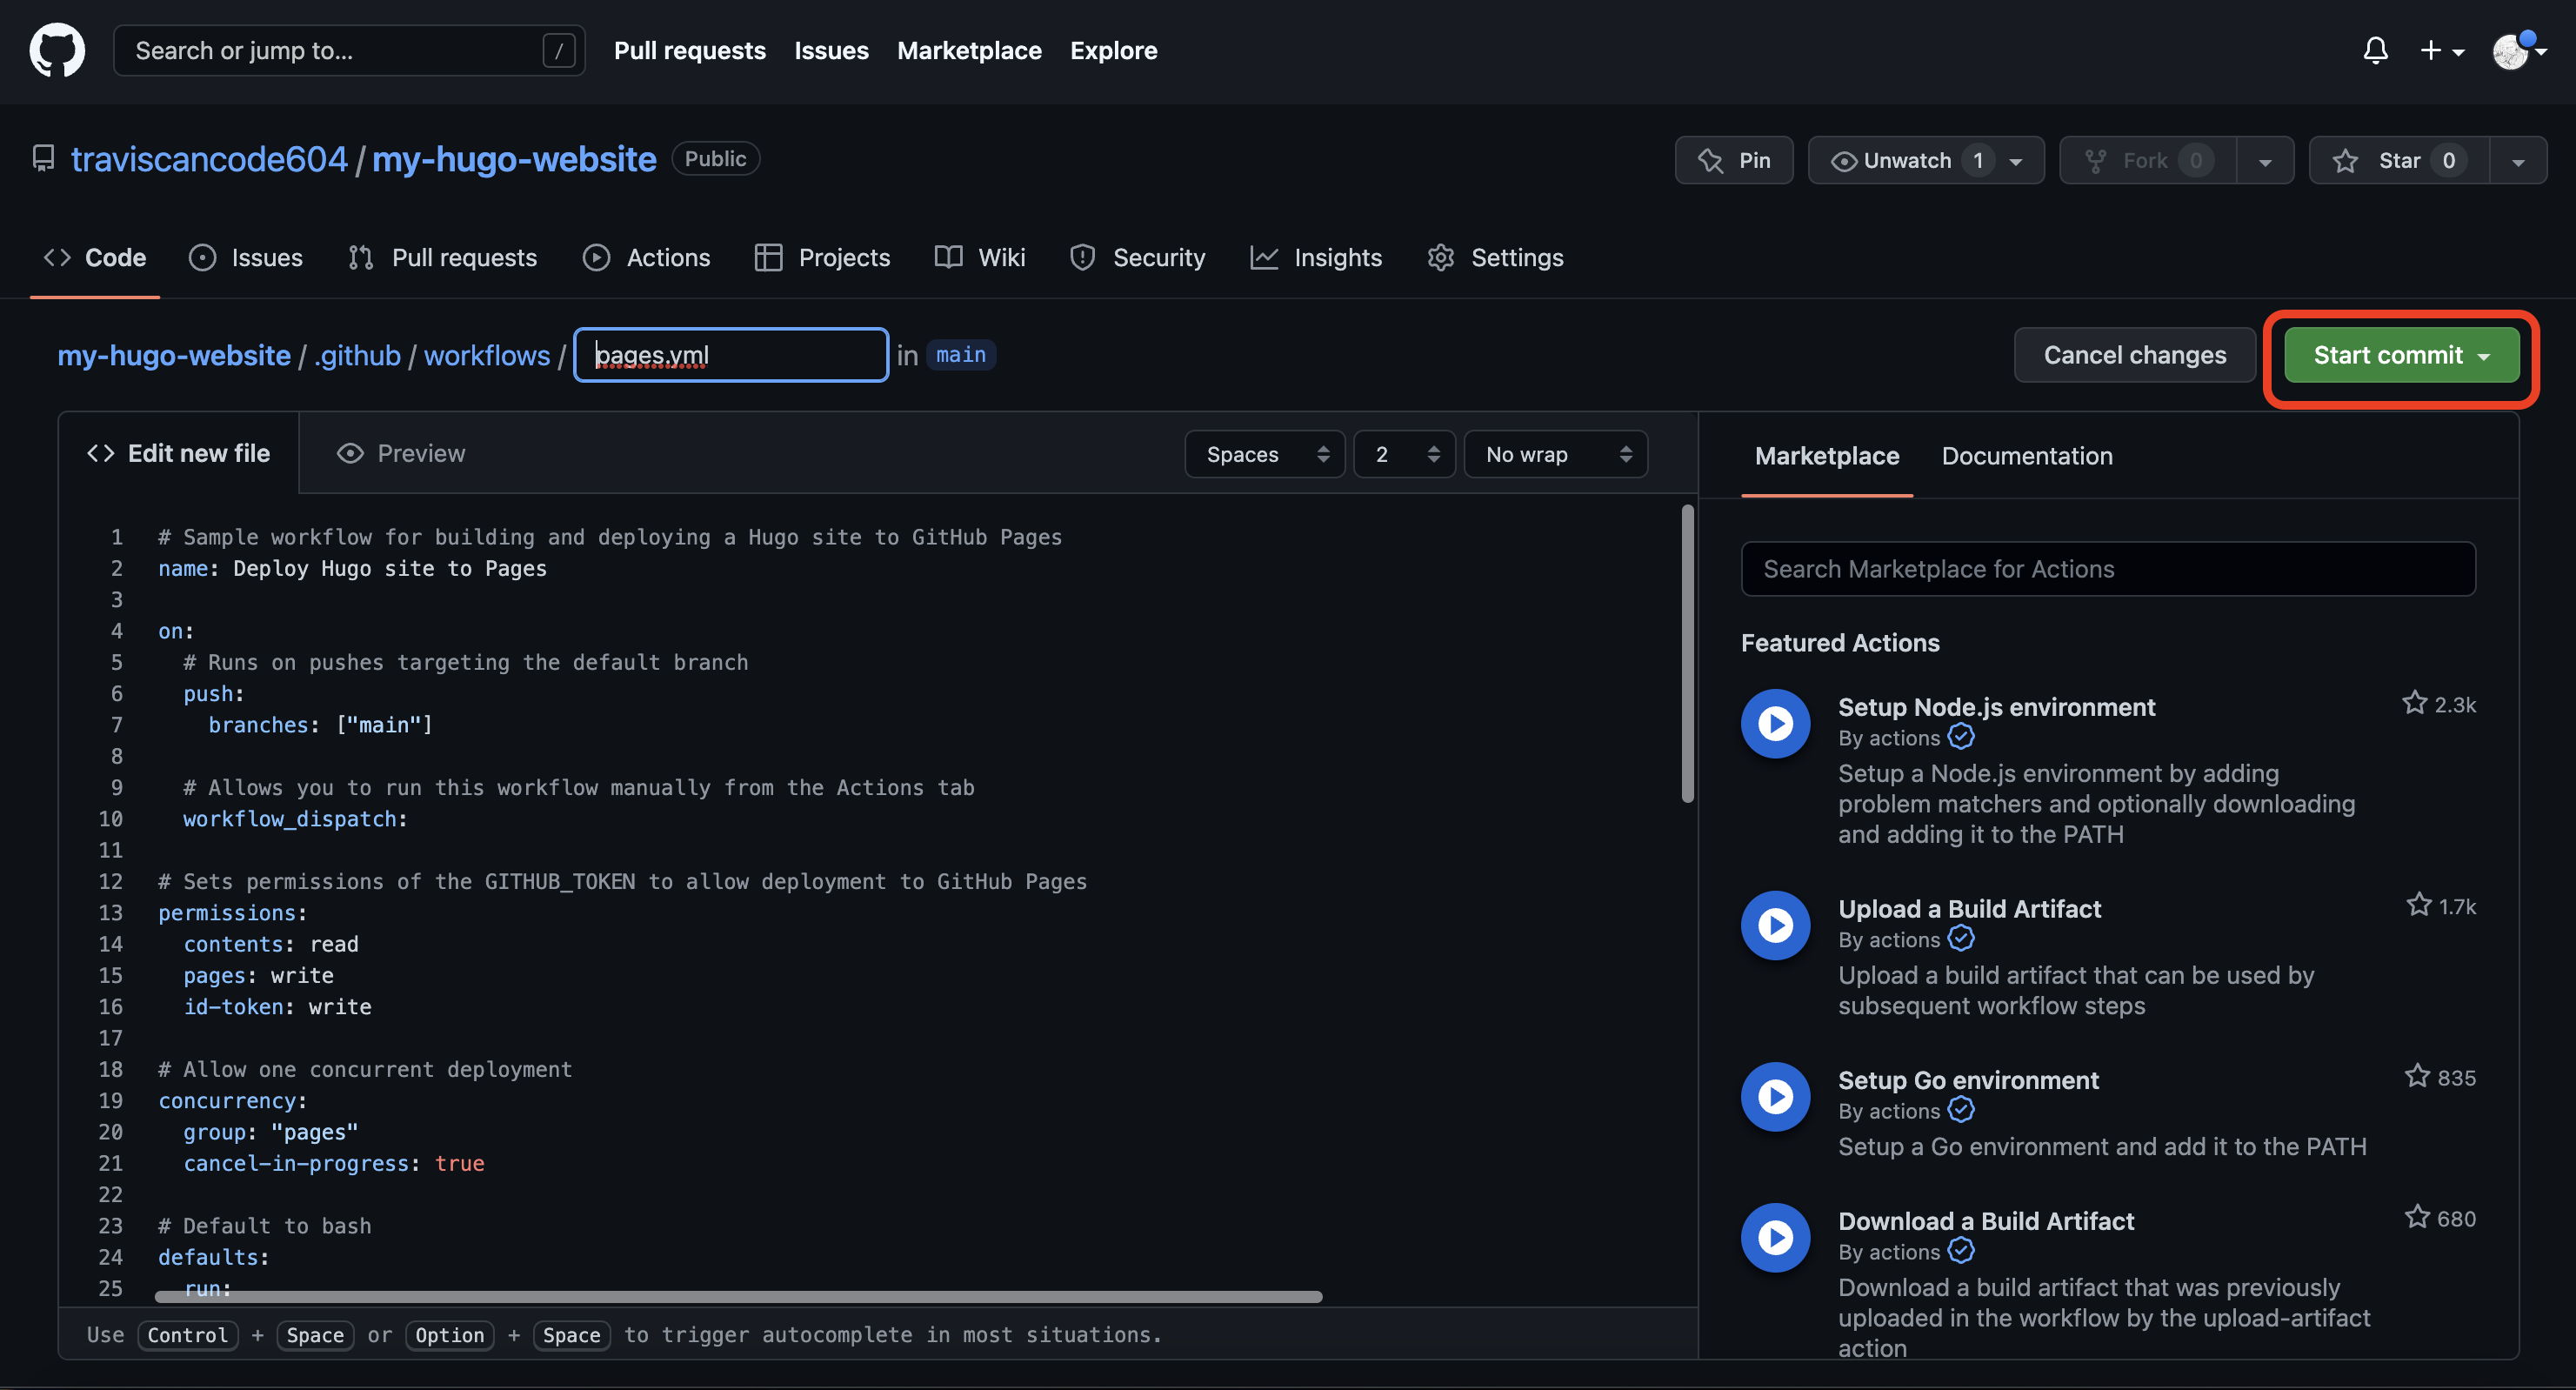 Search or jump to... / Pull requests Issues Marketplace Explore
traviscancode604 / my-hugo-website Public Pin Unwatch 1 Fork 0 Star 0
Code Issues Pull requests Actions Projects Wiki Security Insights Settings
my-hugo-website / .github / workflows / pages.yml in main Cancel changes Start commit
Edit new file Preview Spaces 2 No wrap
1 # Sample workflow for building and deploying a Hugo site to GitHub Pages
2 name: Deploy Hugo site to Pages
3
4 on:
5 # Runs on pushes targeting the default branch
6 push:
7 branches: ["main"]
8
9 # Allows you to run this workflow manually from the Actions tab
10 workflow_dispatch:
11
12 # Sets permissions of the GITHUB_TOKEN to allow deployment to GitHub Pages
13 permissions:
14 contents: read
15 pages: write
16 id-token: write
17
18 # Allow one concurrent deployment
19 concurrency:
20 group: "pages"
21 cancel-in-progress: true
22
23 # Default to bash
24 defaults:
25 run:
Use Control + Space or Option + Space to trigger autocomplete in most situations.
Marketplace Documentation
Search Marketplace for Actions
Featured Actions
Setup Node.js environment 2.3k
By actions
Setup a Node.js environment by adding
problem matchers and optionally downloading
and adding it to the PATH
Upload a Build Artifact 1.7k
By actions
Upload a build artifact that can be used by
subsequent workflow steps
Setup Go environment 835
By actions
Setup a Go environment and add it to the PATH
Download a Build Artifact 680
By actions
Download a build artifact that was previously
uploaded in the workflow by the upload-artifact
action